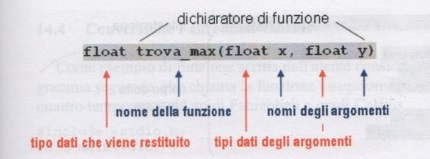 dichiaratore di funzione
float trova_max(float x, float y)
nome della funzione
nomi degli argomenti
tipo dati che viene restituito
tipi dati degli argomenti